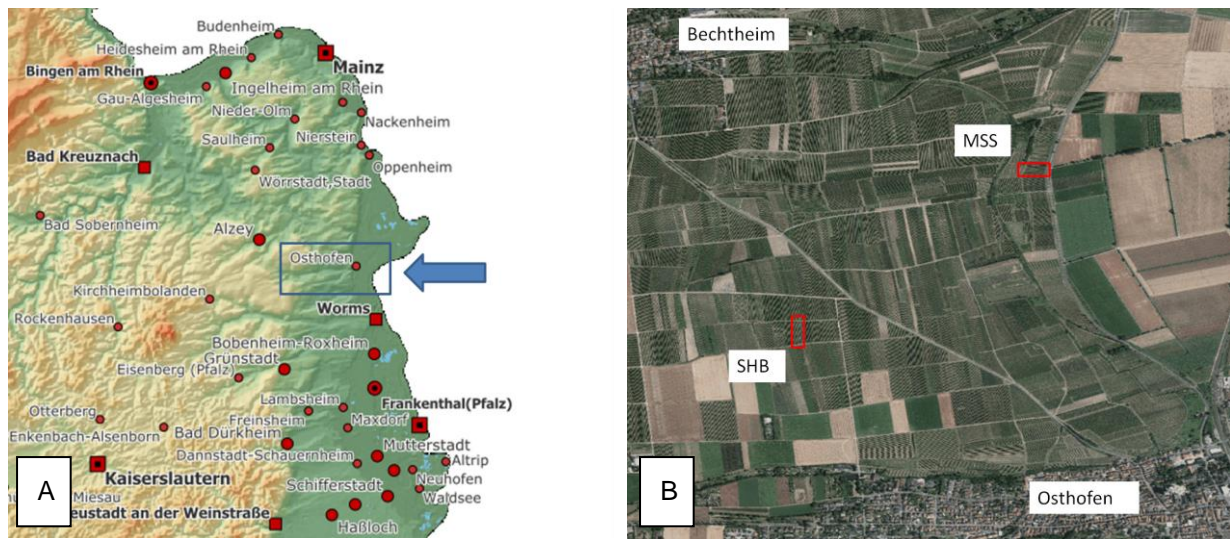 Budenheim
Heidesheim am Rhein
Mainz
Bingen am Rhein
Ingelheim am Rhein
Gau-Algesheim
Nieder-Olm
Nackenheim
Saulheim
Nierstein
Oppenheim
Bad Kreuznach
Wörrstadt,Stadt
Bad Sobernheim
Alzey
Osthofen
Kirchheimbolanden
Worms
Rockenhausen
Bobenheim-Roxheim
Grünstadt
Eisenberg (Pfalz)
Lambsheim
Frankenthal(Pfalz)
Otterberg
Freinsheim
Maxdorf
Enkenbach-Alsenborn
Bad Dürkheim
Mutterstadt
Dannstadt-Schauernheim
Altrip
Kaiserslautern
Neuhofen
Schifferstadt
Waldsee
Miesau
eustadt an der Weinstraße
Haßloch
A
Bechtheim
MSS
SHB
Osthofen
B